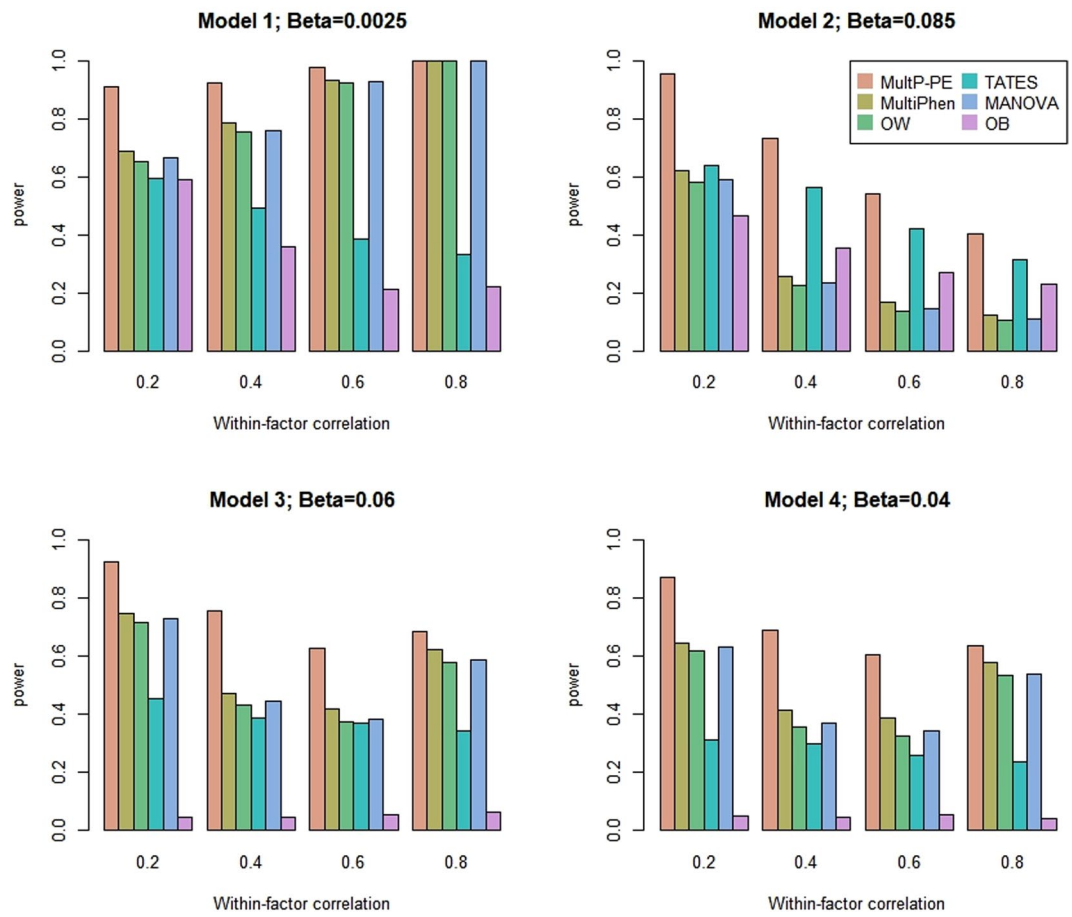 Model 1; Beta=0.0025
power
0.0
0.2
0.4
0.6
0.8
1.0
0.2
0.4
0.6
0.8
Within-factor correlation
Model 2; Beta=0.085
power
0.0
0.2
0.4
0.6
0.8
1.0
MultP-PE
MultiPhen
OW
TATES
MANOVA
OB
0.2
0.4
0.6
0.8
Within-factor correlation
Model 3; Beta=0.06
power
0.0
0.2
0.4
0.6
0.8
1.0
0.2
0.4
0.6
0.8
Within-factor correlation
Model 4; Beta=0.04
power
0.0
0.2
0.4
0.6
0.8
1.0
0.2
0.4
0.6
0.8
Within-factor correlation